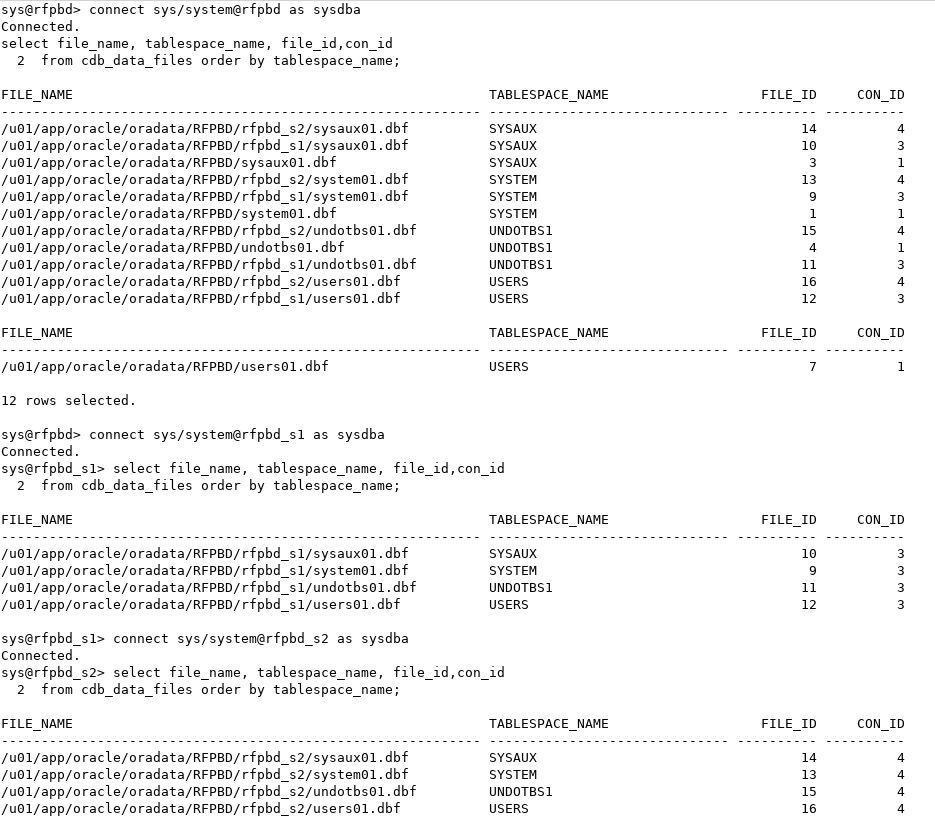 sys@rfpbd> connect sys/system@rfpbd as sysdba
Connected.
select file_name, tablespace_name, file_id,con_id
  2  from cdb_data_files order by tablespace_name;

FILE_NAME                                                    TABLESPACE_NAME                   FILE_ID     CON_ID
------------------------------------------------------------ ------------------------------ ---------- ----------
/u01/app/oracle/oradata/RFPBD/rfpbd_s2/sysaux01.dbf          SYSAUX                                 14          4
/u01/app/oracle/oradata/RFPBD/rfpbd_s1/sysaux01.dbf          SYSAUX                                 10          3
/u01/app/oracle/oradata/RFPBD/sysaux01.dbf                   SYSAUX                                  3          1
/u01/app/oracle/oradata/RFPBD/rfpbd_s2/system01.dbf          SYSTEM                                 13          4
/u01/app/oracle/oradata/RFPBD/rfpbd_s1/system01.dbf          SYSTEM                                  9          3
/u01/app/oracle/oradata/RFPBD/system01.dbf                   SYSTEM                                  1          1
/u01/app/oracle/oradata/RFPBD/rfpbd_s2/undotbs01.dbf         UNDOTBS1                               15          4
/u01/app/oracle/oradata/RFPBD/undotbs01.dbf                  UNDOTBS1                                4          1
/u01/app/oracle/oradata/RFPBD/rfpbd_s1/undotbs01.dbf         UNDOTBS1                               11          3
/u01/app/oracle/oradata/RFPBD/rfpbd_s2/users01.dbf           USERS                                  16          4
/u01/app/oracle/oradata/RFPBD/rfpbd_s1/users01.dbf           USERS                                  12          3

FILE_NAME                                                    TABLESPACE_NAME                   FILE_ID     CON_ID
------------------------------------------------------------ ------------------------------ ---------- ----------
/u01/app/oracle/oradata/RFPBD/users01.dbf                    USERS                                   7          1

12 rows selected.

sys@rfpbd> connect sys/system@rfpbd_s1 as sysdba
Connected.
sys@rfpbd_s1> select file_name, tablespace_name, file_id,con_id
  2  from cdb_data_files order by tablespace_name;

FILE_NAME                                                    TABLESPACE_NAME                   FILE_ID     CON_ID
------------------------------------------------------------ ------------------------------ ---------- ----------
/u01/app/oracle/oradata/RFPBD/rfpbd_s1/sysaux01.dbf          SYSAUX                                 10          3
/u01/app/oracle/oradata/RFPBD/rfpbd_s1/system01.dbf          SYSTEM                                  9          3
/u01/app/oracle/oradata/RFPBD/rfpbd_s1/undotbs01.dbf         UNDOTBS1                               11          3
/u01/app/oracle/oradata/RFPBD/rfpbd_s1/users01.dbf           USERS                                  12          3

sys@rfpbd_s1> connect sys/system@rfpbd_s2 as sysdba
Connected.
sys@rfpbd_s2> select file_name, tablespace_name, file_id,con_id
  2  from cdb_data_files order by tablespace_name;

FILE_NAME                                                    TABLESPACE_NAME                   FILE_ID     CON_ID
------------------------------------------------------------ ------------------------------ ---------- ----------
/u01/app/oracle/oradata/RFPBD/rfpbd_s2/sysaux01.dbf          SYSAUX                                 14          4
/u01/app/oracle/oradata/RFPBD/rfpbd_s2/system01.dbf          SYSTEM                                 13          4
/u01/app/oracle/oradata/RFPBD/rfpbd_s2/undotbs01.dbf         UNDOTBS1                               15          4
/u01/app/oracle/oradata/RFPBD/rfpbd_s2/users01.dbf           USERS                                  16          4